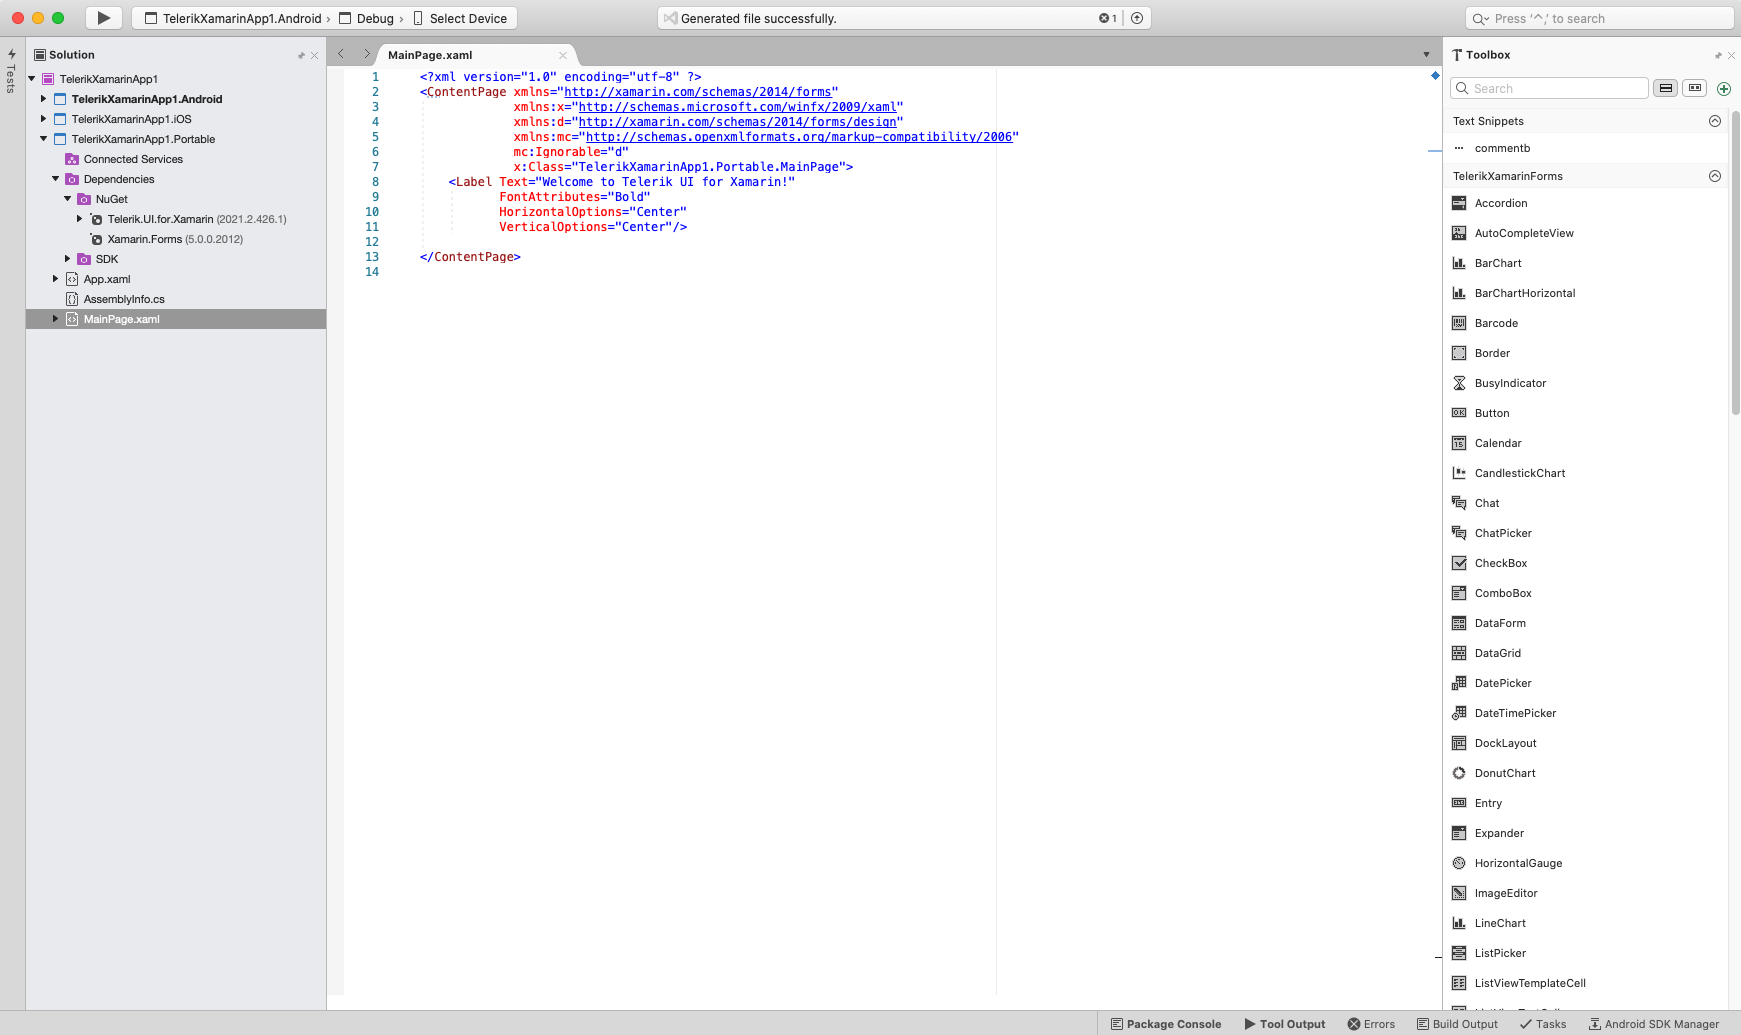 TelerikXamarinApp1.Android › Debug › Select Device
Generated file successfully.
1
Press '^,' to search
Tests
Solution
TelerikXamarinApp1
TelerikXamarinApp1.Android
TelerikXamarinApp1.iOS
TelerikXamarinApp1.Portable
Connected Services
Dependencies
NuGet
Telerik.UI.for.Xamarin (2021.2.426.1)
Xamarin.Forms (5.0.0.2012)
SDK
App.xaml
AssemblyInfo.cs
MainPage.xaml
MainPage.xaml
1 <?xml version="1.0" encoding="utf-8" ?>
2 <ContentPage xmlns="http://xamarin.com/schemas/2014/forms"
3 xmlns:x="http://schemas.microsoft.com/winfx/2009/xaml"
4 xmlns:d="http://xamarin.com/schemas/2014/forms/design"
5 xmlns:mc="http://schemas.openxmlformats.org/markup-compatibility/2006"
6 mc:Ignorable="d"
7 x:Class="TelerikXamarinApp1.Portable.MainPage">
8 <Label Text="Welcome to Telerik UI for Xamarin!"
9 FontAttributes="Bold"
10 HorizontalOptions="Center"
11 VerticalOptions="Center"/>
12
13 </ContentPage>
14
Toolbox
Search
Text Snippets
commentb
TelerikXamarinForms
Accordion
AutoCompleteView
BarChart
BarChartHorizontal
Barcode
Border
BusyIndicator
Button
Calendar
CandlestickChart
Chat
ChatPicker
CheckBox
ComboBox
DataForm
DataGrid
DatePicker
DateTimePicker
DockLayout
DonutChart
Entry
Expander
HorizontalGauge
ImageEditor
LineChart
ListPicker
ListViewTemplateCell
Package Console
Tool Output
Errors
Build Output
Tasks
Android SDK Manager